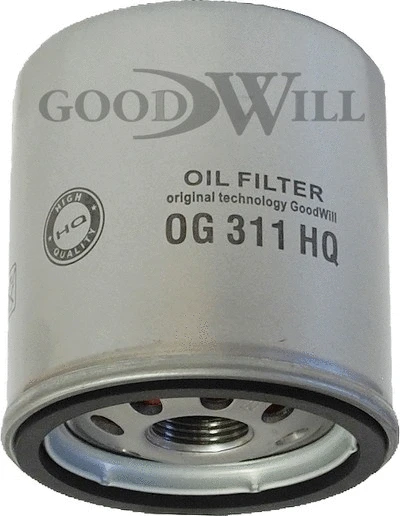 GOODWILL
OIL FILTER
original technology GoodWill
OG 311 HQ
HIGH
HQ
QUALITY